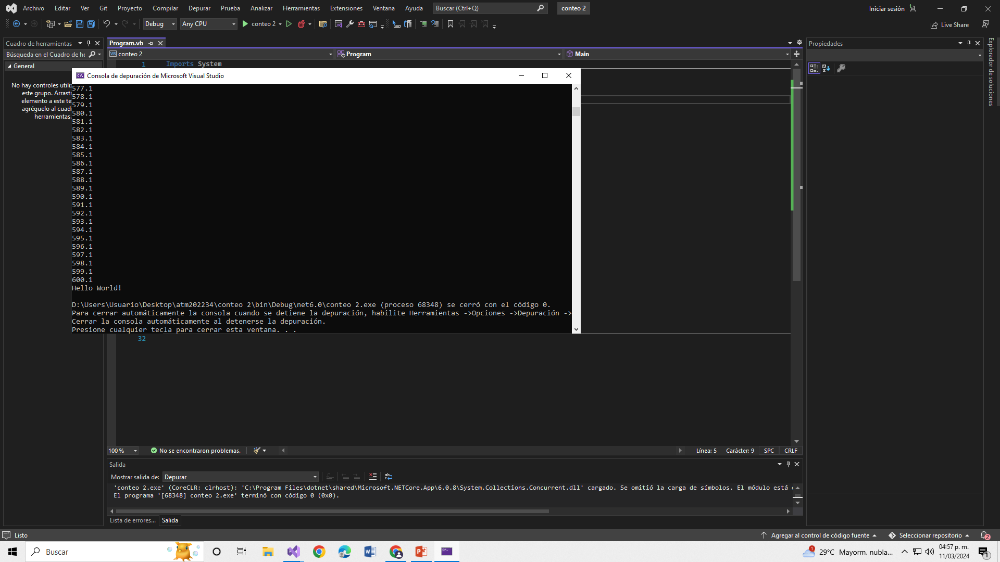 Archivo Editar Ver Git Proyecto Compilar Depurar Prueba Analizar Herramientas Extensiones Ventana Ayuda Buscar (Ctrl+Q) conteo 2 Iniciar sesión
Debug Any CPU conteo 2 Live Share
Cuadro de herramientas
Búsqueda en el Cuadro de he
General
No hay controles utiliz
este grupo. Arrastr
elemento a este te
agréguelo al cuad
herramientas.
Program.vb
conteo 2 Program Main
1 Imports System
Consola de depuración de Microsoft Visual Studio
577.1
578.1
579.1
580.1
581.1
582.1
583.1
584.1
585.1
586.1
587.1
588.1
589.1
590.1
591.1
592.1
593.1
594.1
595.1
596.1
597.1
598.1
599.1
600.1
Hello World!
D:\Users\Usuario\Desktop\atm202234\conteo 2\bin\Debug\net6.0\conteo 2.exe (proceso 68348) se cerró con el código 0.
Para cerrar automáticamente la consola cuando se detiene la depuración, habilite Herramientas ->Opciones ->Depuración ->
Cerrar la consola automáticamente al detenerse la depuración.
Presione cualquier tecla para cerrar esta ventana. . .
32
100 % No se encontraron problemas. Línea: 5 Carácter: 9 SPC CRLF
Salida
Mostrar salida de: Depurar
'conteo 2.exe' (CoreCLR: clrhost): 'C:\Program Files\dotnet\shared\Microsoft.NETCore.App\6.0.8\System.Collections.Concurrent.dll' cargado. Se omitió la carga de símbolos. El módulo está
El programa '[68348] conteo 2.exe' terminó con código 0 (0x0).
Lista de errores... Salida
Propiedades
Explorador de soluciones
Listo Agregar al control de código fuente Seleccionar repositorio 2
Buscar 1 29°C Mayorm. nubla... 04:57 p. m.
11/03/2024 1